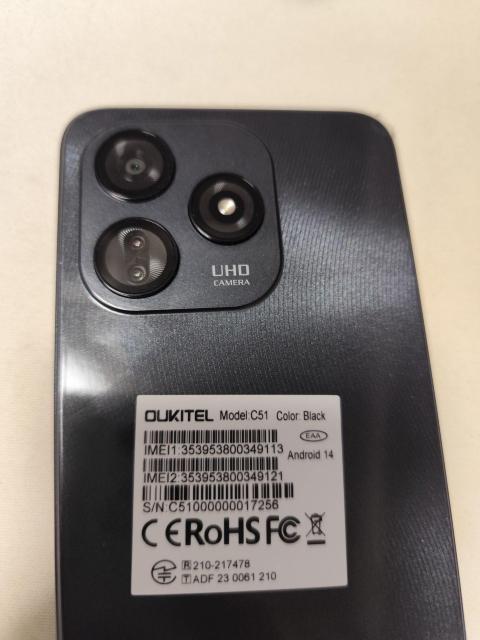 UHD
CAMERA
OUKITEL Model:C51 Color: Black
EAA
IMEI1:353953800349113
Android 14
IMEI2:353953800349121
S/N:C51000000017256
CE RoHS FC
R 210-217478
T ADF 23 0061 210